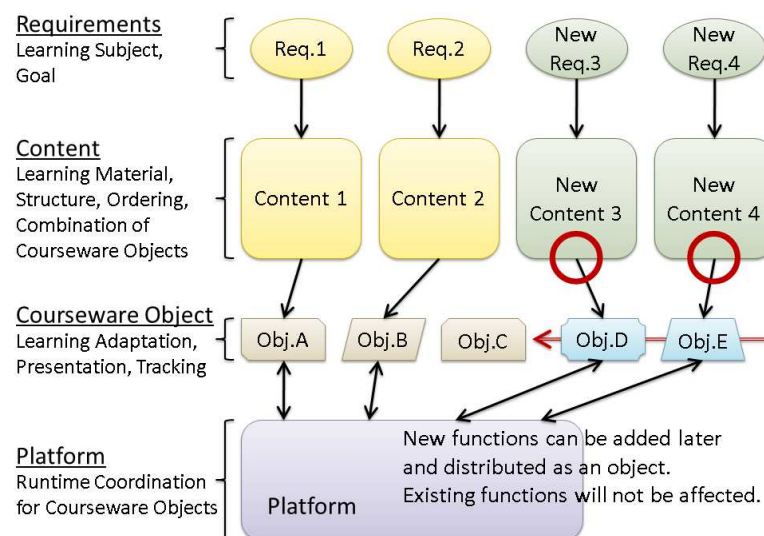 Requirements
Learning Subject,
Goal
Req.1
Req.2
New
Req.3
New
Req.4
Content
Learning Material,
Structure, Ordering,
Combination of
Courseware Objects
Content 1
Content 2
New
Content 3
New
Content 4
Courseware Object
Learning Adaptation,
Presentation, Tracking
Obj.A
Obj.B
Obj.C
Obj.D
Obj.E
Platform
Runtime Coordination
for Courseware Objects
Platform
New functions can be added later
and distributed as an object.
Existing functions will not be affected.